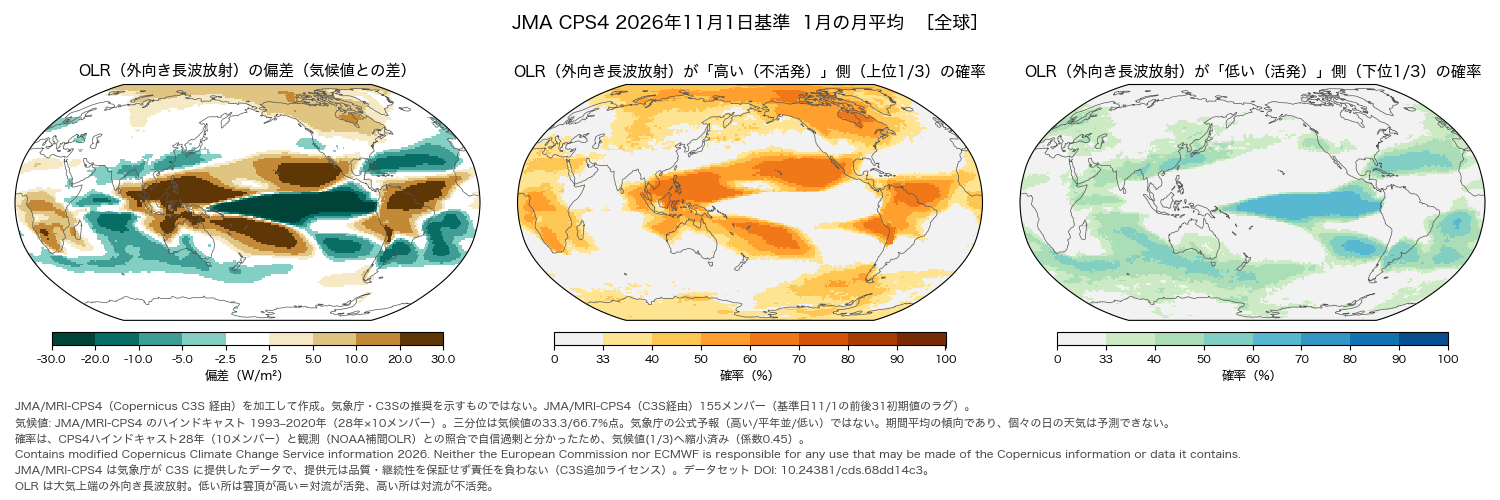 JMA CPS4 2026年11月1日基準 1月の月平均 ［全球］
OLR（外向き長波放射）の偏差（気候値との差）
OLR（外向き長波放射）が「高い（不活発）」側（上位1/3）の確率
OLR（外向き長波放射）が「低い（活発）」側（下位1/3）の確率
-30.0 -20.0 -10.0 -5.0 -2.5 2.5 5.0 10.0 20.0 30.0
偏差（W/m²）
0 33 40 50 60 70 80 90 100
確率（%）
0 33 40 50 60 70 80 90 100
確率（%）
JMA/MRI-CPS4（Copernicus C3S 経由）を加工して作成。気象庁・C3Sの推奨を示すものではない。JMA/MRI-CPS4（C3S経由）155メンバー（基準日11/1の前後31初期値のラグ）。
気候値: JMA/MRI-CPS4 のハインドキャスト 1993–2020年（28年×10メンバー）。三分位は気候値の33.3/66.7%点。気象庁の公式予報（高い/平年並/低い）ではない。期間平均の傾向であり、個々の日の天気は予測できない。
確率は、CPS4ハインドキャスト28年（10メンバー）と観測（NOAA補間OLR）との照合で自信過剰と分かったため、気候値(1/3)へ縮小済み（係数0.45）。
Contains modified Copernicus Climate Change Service information 2026. Neither the European Commission nor ECMWF is responsible for any use that may be made of the Copernicus information or data it contains.
JMA/MRI-CPS4 は気象庁が C3S に提供したデータで、提供元は品質・継続性を保証せず責任を負わない（C3S追加ライセンス）。データセット DOI: 10.24381/cds.68dd14c3。
OLR は大気上端の外向き長波放射。低い所は雲頂が高い＝対流が活発、高い所は対流が不活発。